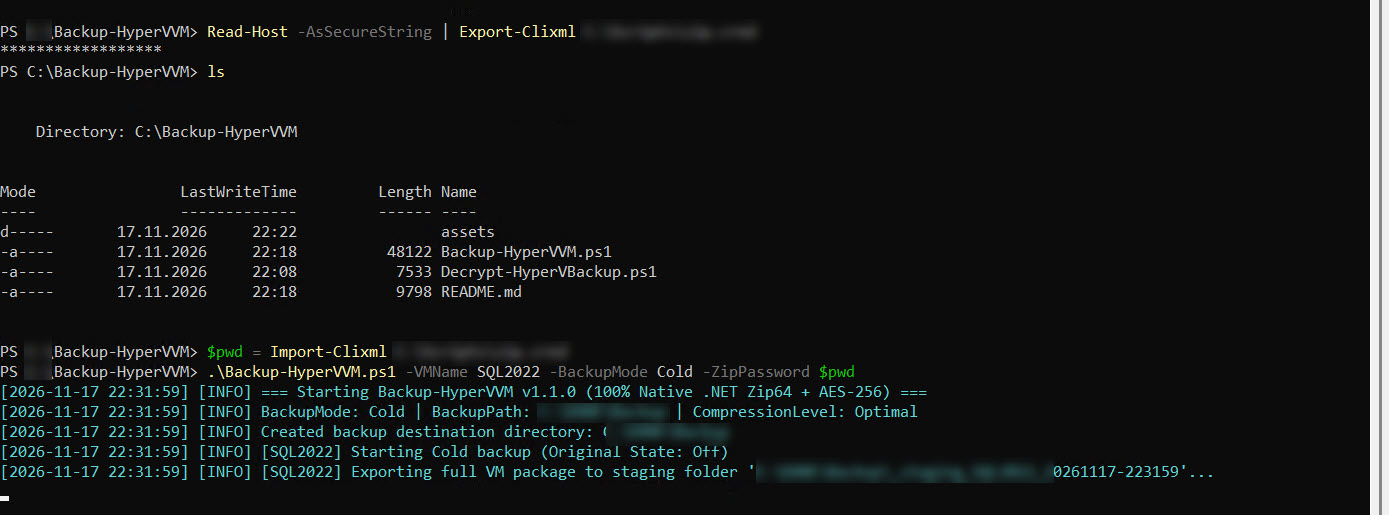 PS \Backup-HyperVVM> Read-Host -AsSecureString | Export-Clixml
******************
PS C:\Backup-HyperVVM> ls
Directory: C:\Backup-HyperVVM
Mode LastWriteTime Length Name
---- ------------- ------ ----
d----- 17.11.2026 22:22 assets
-a---- 17.11.2026 22:18 48122 Backup-HyperVVM.ps1
-a---- 17.11.2026 22:08 7533 Decrypt-HyperVBackup.ps1
-a---- 17.11.2026 22:18 9798 README.md
PS \Backup-HyperVVM> $pwd = Import-Clixml
PS \Backup-HyperVVM> .\Backup-HyperVVM.ps1 -VMName SQL2022 -BackupMode Cold -ZipPassword $pwd
[2026-11-17 22:31:59] [INFO] === Starting Backup-HyperVVM v1.1.0 (100% Native .NET Zip64 + AES-256) ===
[2026-11-17 22:31:59] [INFO] BackupMode: Cold | BackupPath: | CompressionLevel: Optimal
[2026-11-17 22:31:59] [INFO] Created backup destination directory:
[2026-11-17 22:31:59] [INFO] [SQL2022] Starting Cold backup (Original State: Off)
[2026-11-17 22:31:59] [INFO] [SQL2022] Exporting full VM package to staging folder '0261117-223159'...